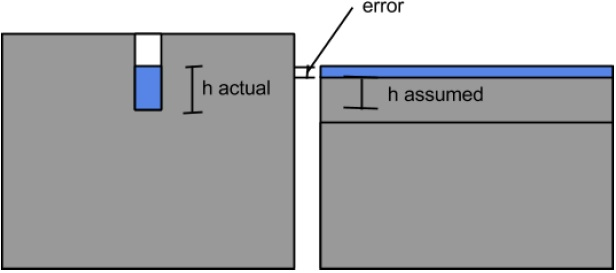 error
h actual
h assumed